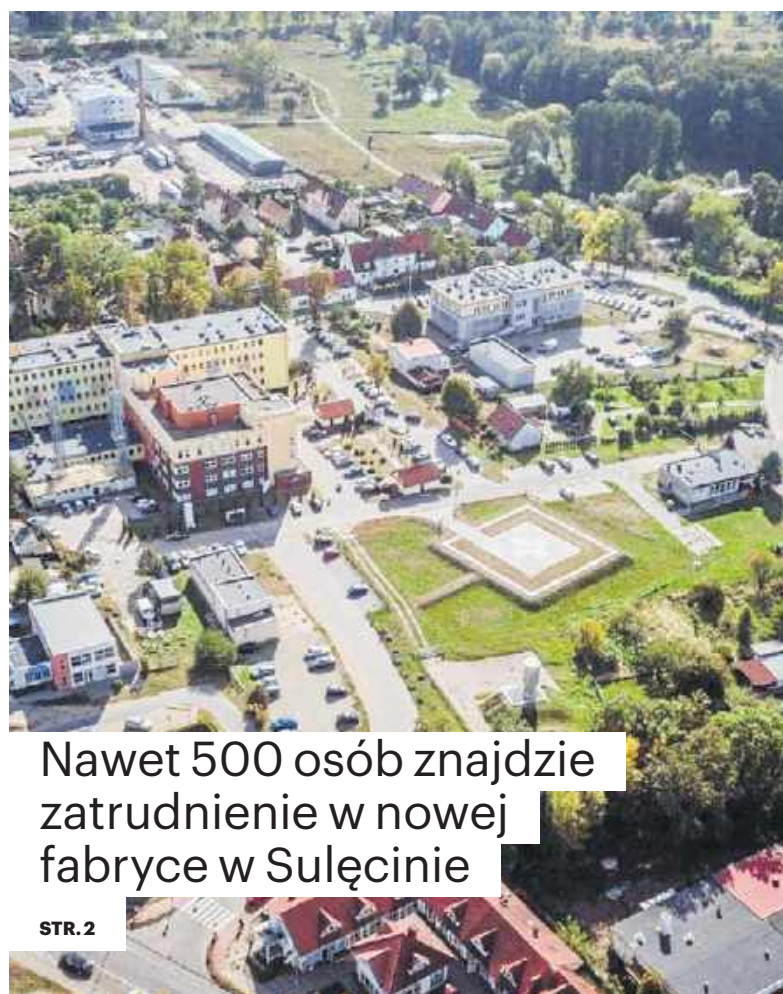 Nawet 500 osób znajdzie
zatrudnienie w nowej
fabryce w Sulęcinie
STR. 2